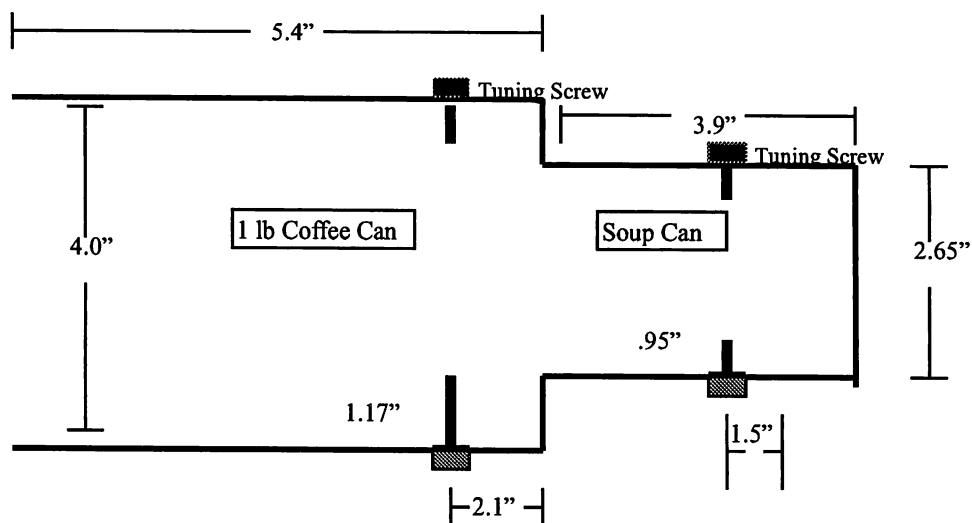 5.4”
Tuning Screw
3.9”
Tuning Screw
1 lb Coffee Can
Soup Can
4.0”
2.65”
.95”
1.17”
1.5”
2.1”